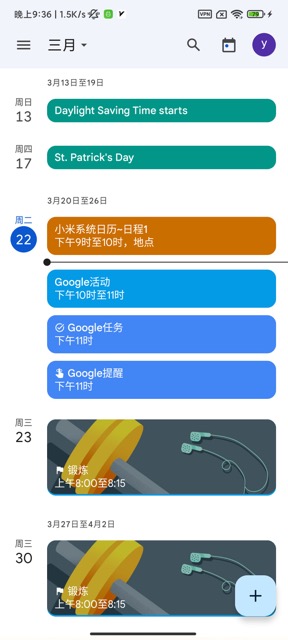 晚上9:36 | 1.5K/s
VPN
79
三月
y
3月13日至19日
周日
13
Daylight Saving Time starts
周四
17
St. Patrick's Day
3月20日至26日
周二
22
小米系统日历-日程1
下午9时至10时，地点
Google活动
下午10时至11时
Google任务
下午11时
Google提醒
下午11时
周三
23
锻炼
上午8:00至8:15
3月27日至4月2日
周三
30
锻炼
上午8:00至8:15